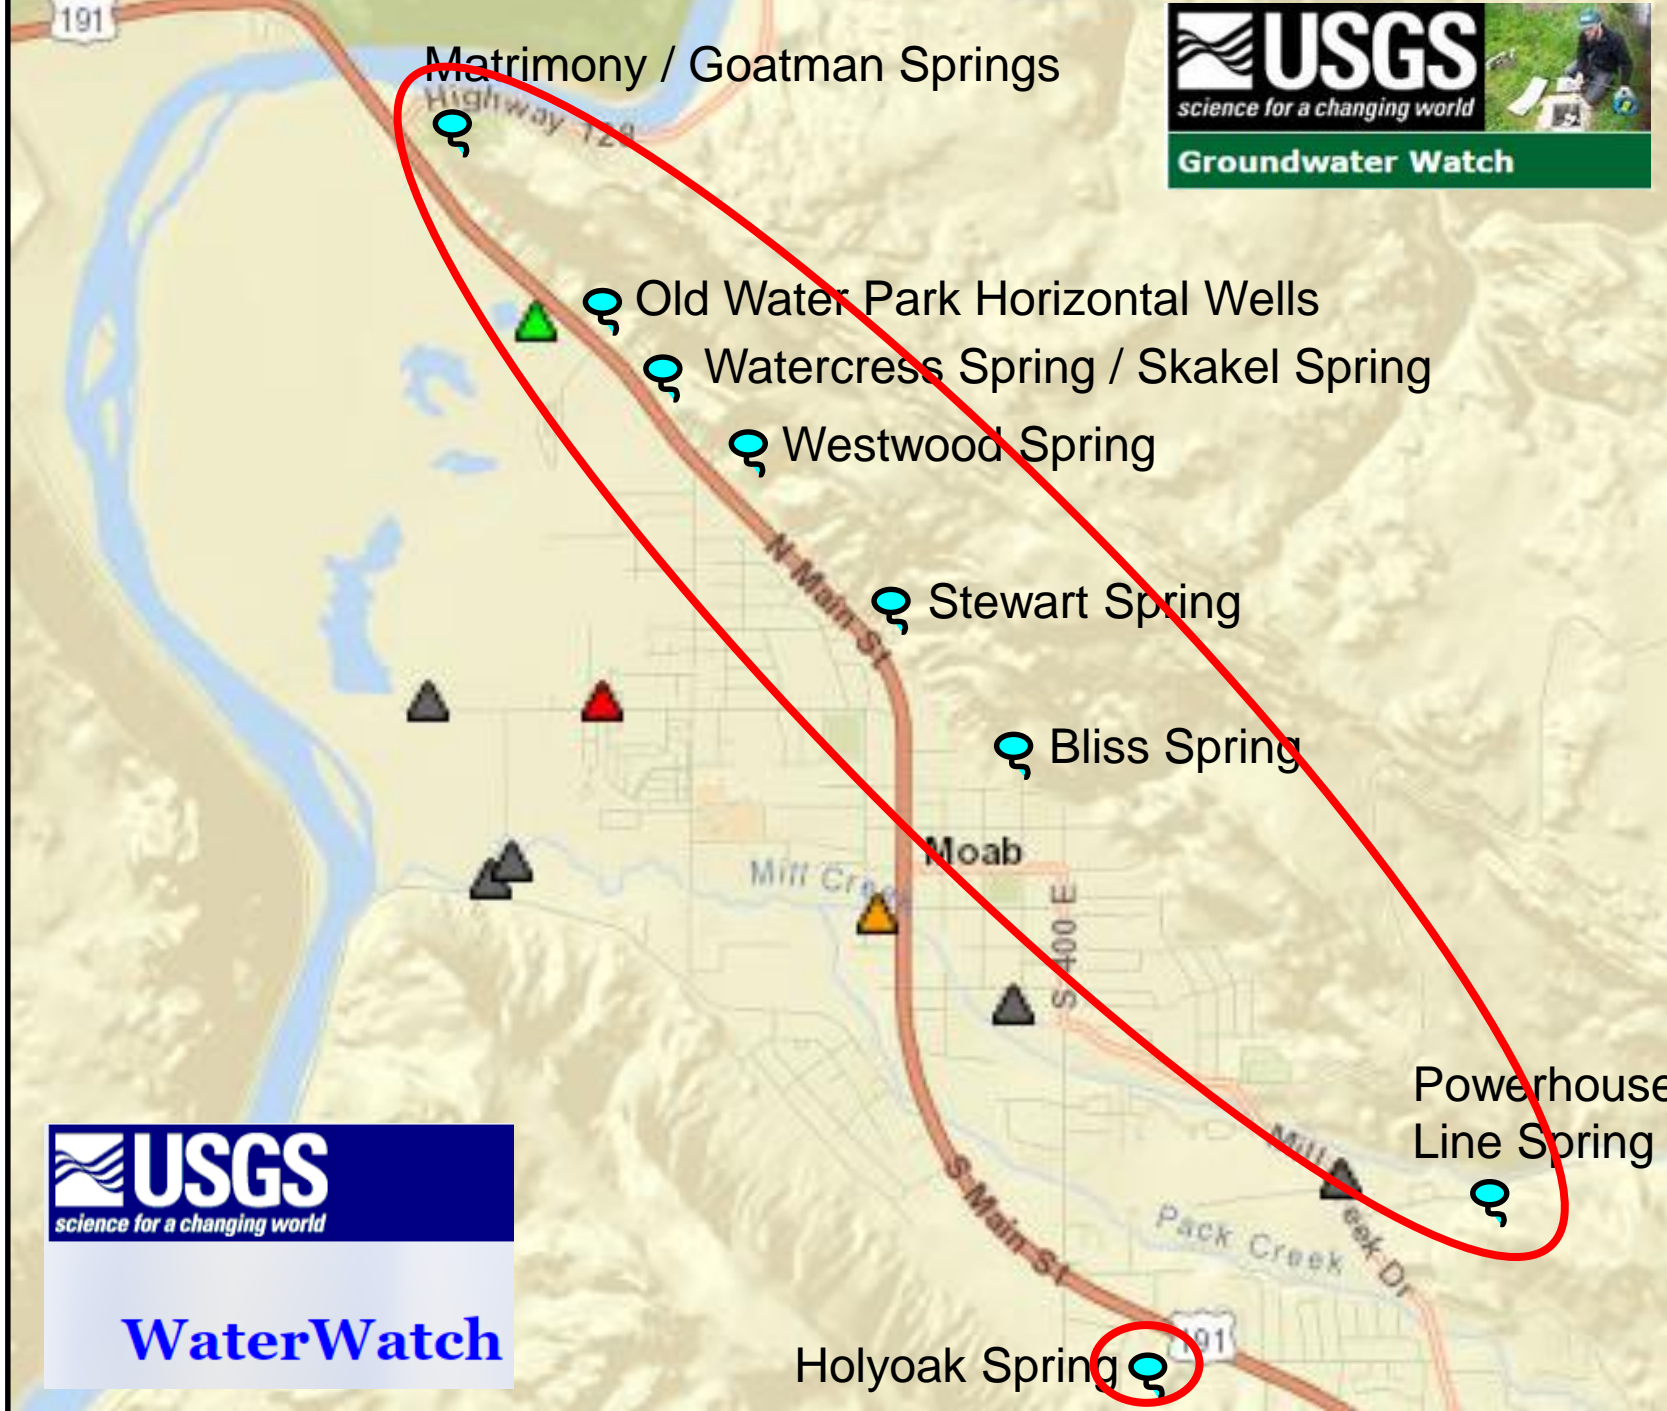 191
Matrimony / Goatman Springs
Highway 128
USGS
science for a changing world
Groundwater Watch
Old Water Park Horizontal Wells
Watercress Spring / Skakel Spring
Westwood Spring
N Main St
Stewart Spring
Bliss Spring
Moab
Mill Creek
S 400 E
Powerhouse
Line Spring
Mill Creek Dr
Pack Creek
S Main St
USGS
science for a changing world
WaterWatch
191
Holyoak Spring